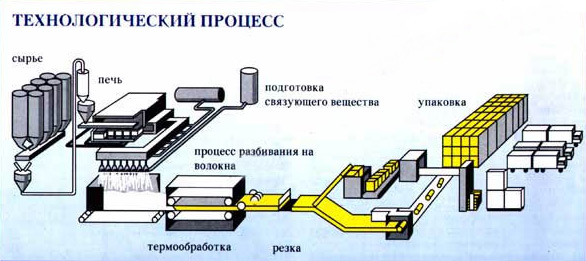 ТЕХНОЛОГИЧЕСКИЙ ПРОЦЕСС
сырье
печь
подготовка
связующего вещества
упаковка
процесс разбивания на
волокна
термообработка
резка